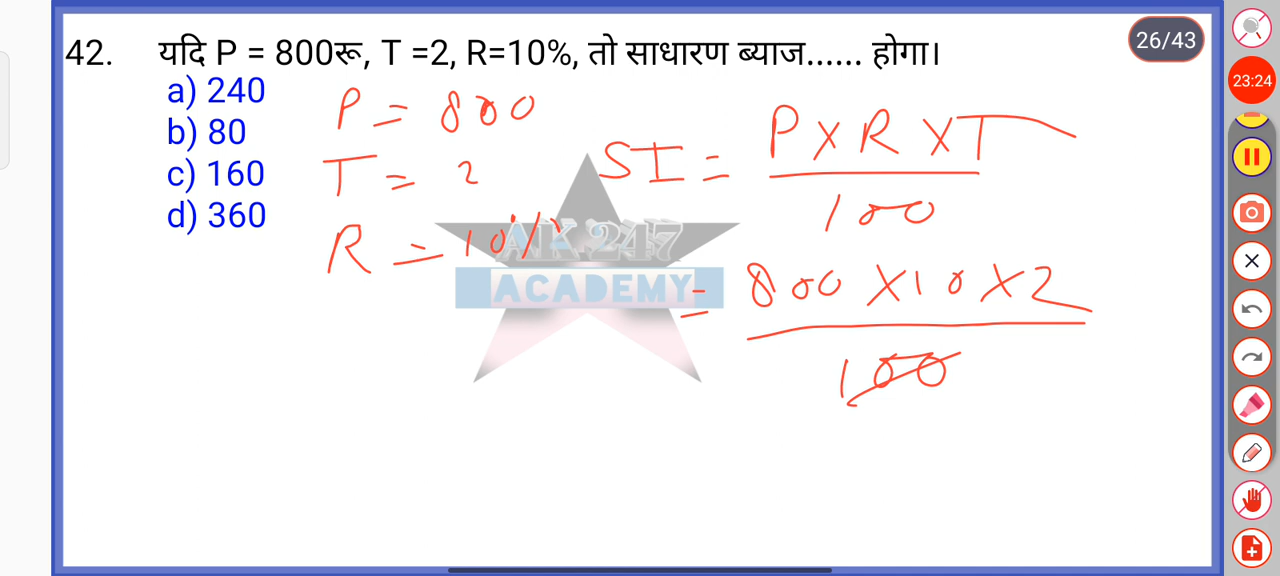 26/43
23:24
42. यदि P = 800रू, T =2, R=10%, तो साधारण ब्याज...... होगा।
a) 240
b) 80
c) 160
d) 360
P = 800
T = 2
R = 10%
SI = P X R X T
100
= 800 X 10 X 2
100
AK 247
ACADEMY